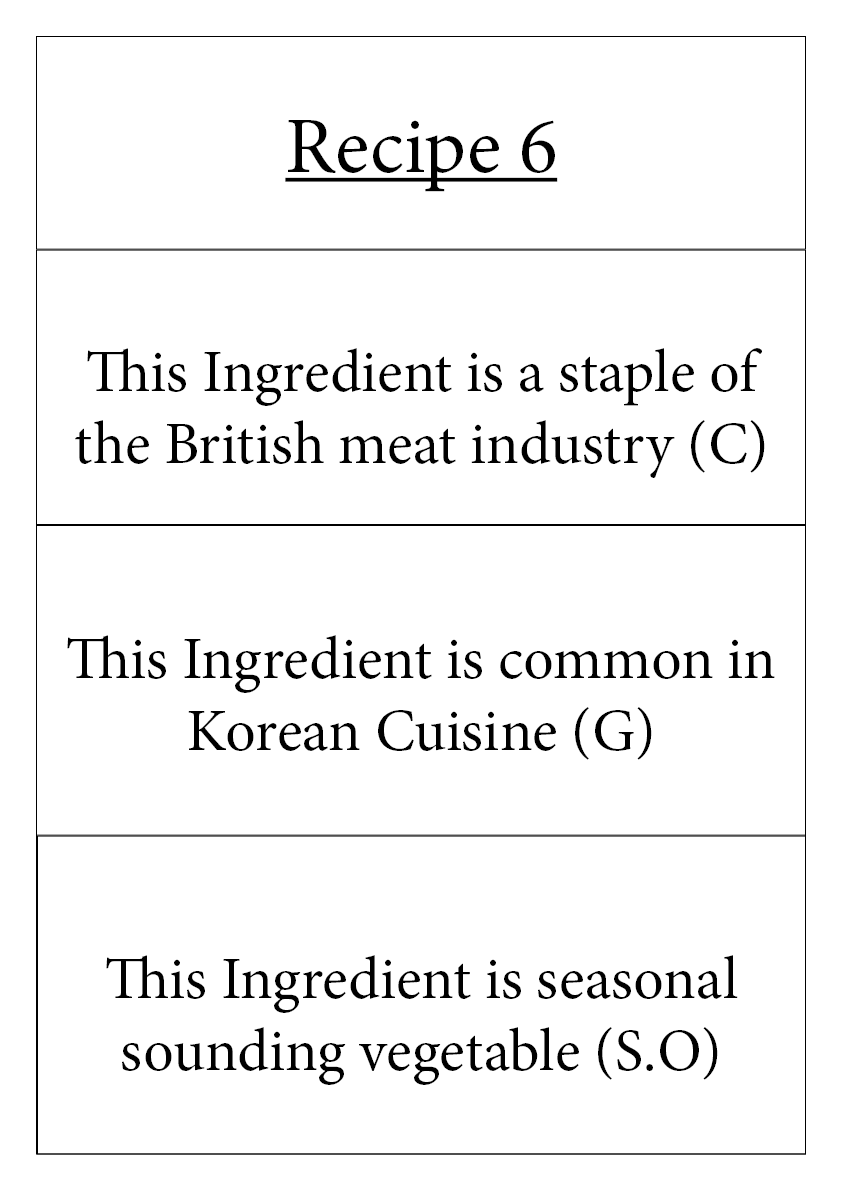 Recipe 6
This Ingredient is a staple of
the British meat industry (C)
This Ingredient is common in
Korean Cuisine (G)
This Ingredient is seasonal
sounding vegetable (S.O)